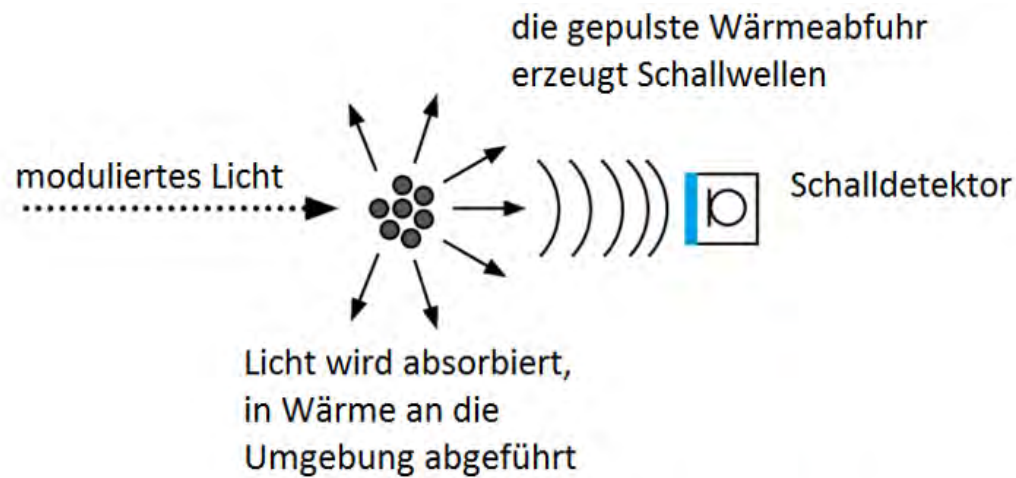 die gepulste Wärmeabfuhr
erzeugt Schallwellen
moduliertes Licht
Schalldetektor
Licht wird absorbiert,
in Wärme an die
Umgebung abgeführt